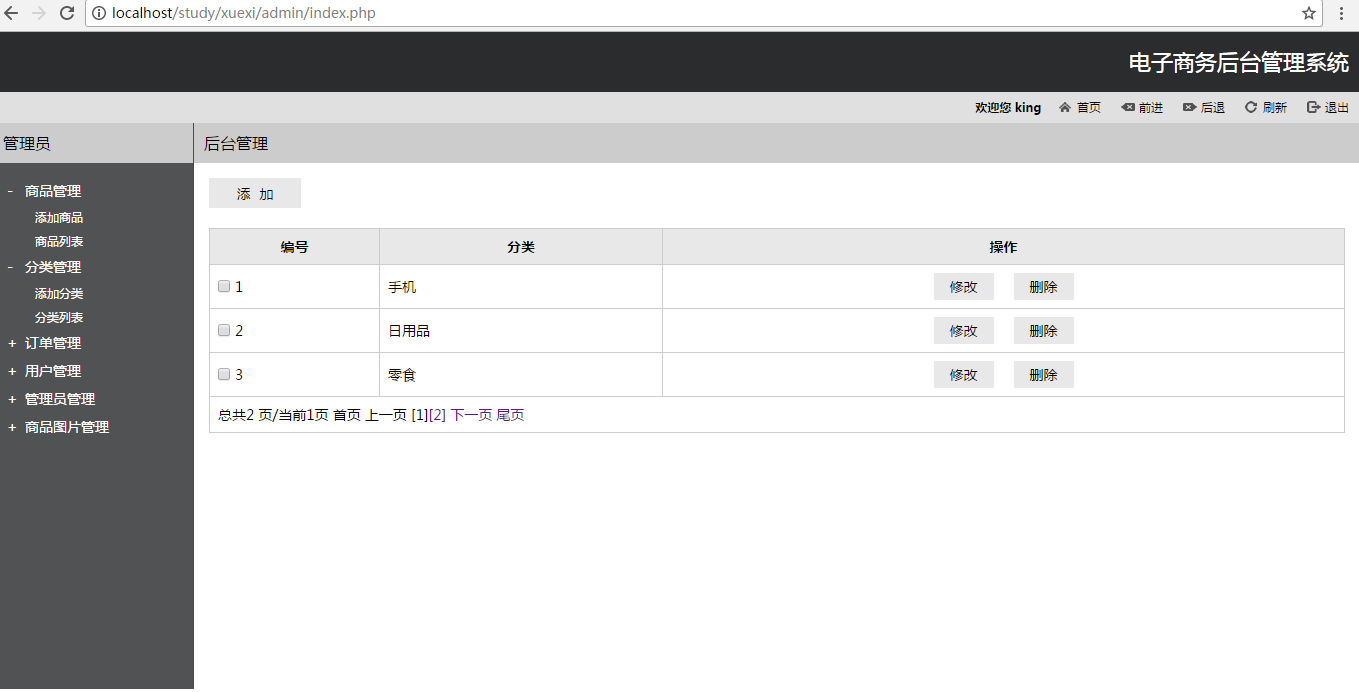 localhost/study/xuexi/admin/index.php
电子商务后台管理系统
欢迎您 king 首页 前进 后退 刷新 退出
管理员
后台管理
- 商品管理
添加商品
商品列表
- 分类管理
添加分类
分类列表
+ 订单管理
+ 用户管理
+ 管理员管理
+ 商品图片管理
添 加
编号 分类 操作
1 手机 修改 删除
2 日用品 修改 删除
3 零食 修改 删除
总共2 页/当前1页 首页 上一页 [1][2] 下一页 尾页